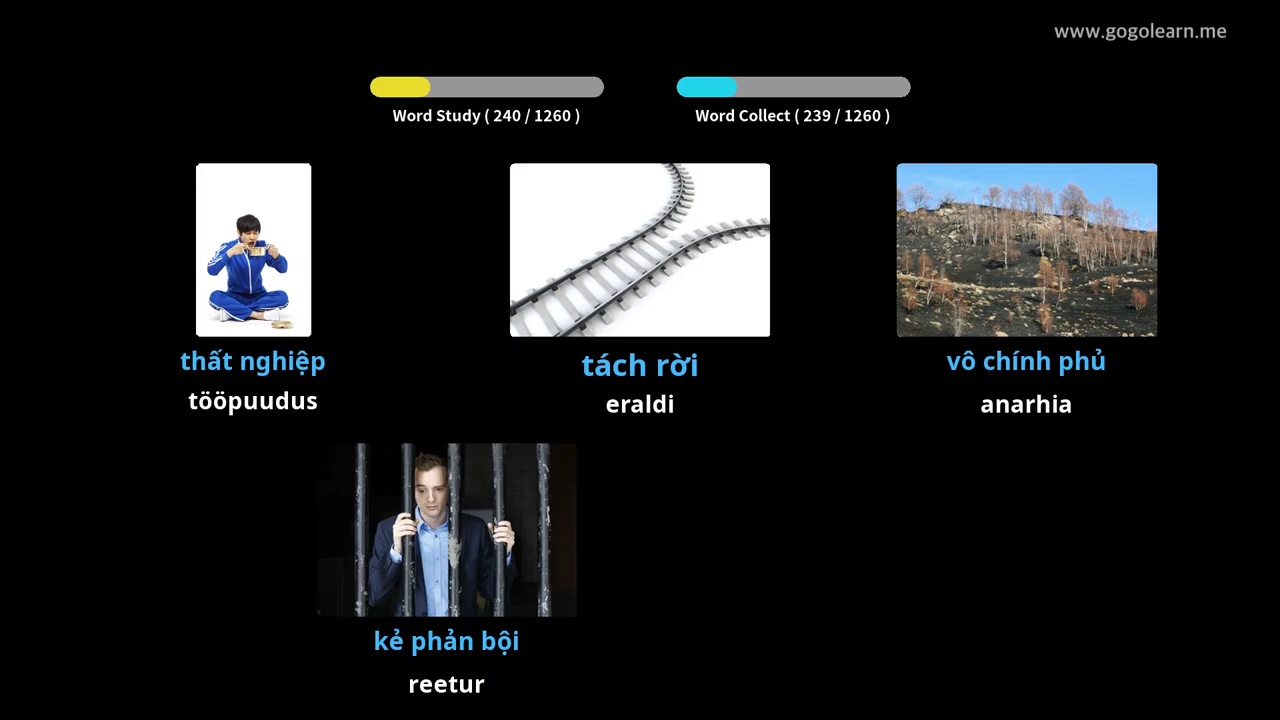 www.gogolearn.me
Word Study ( 240 / 1260 )
Word Collect ( 239 / 1260 )
thất nghiệp
tööpuudus
tách rời
eraldi
vô chính phủ
anarhia
kẻ phản bội
reetur